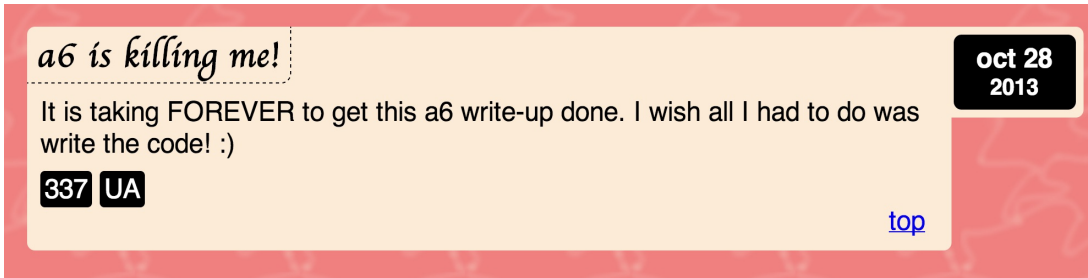 a6 is killing me!
oct 28
2013
It is taking FOREVER to get this a6 write-up done. I wish all I had to do was
write the code! :)
337 UA
top